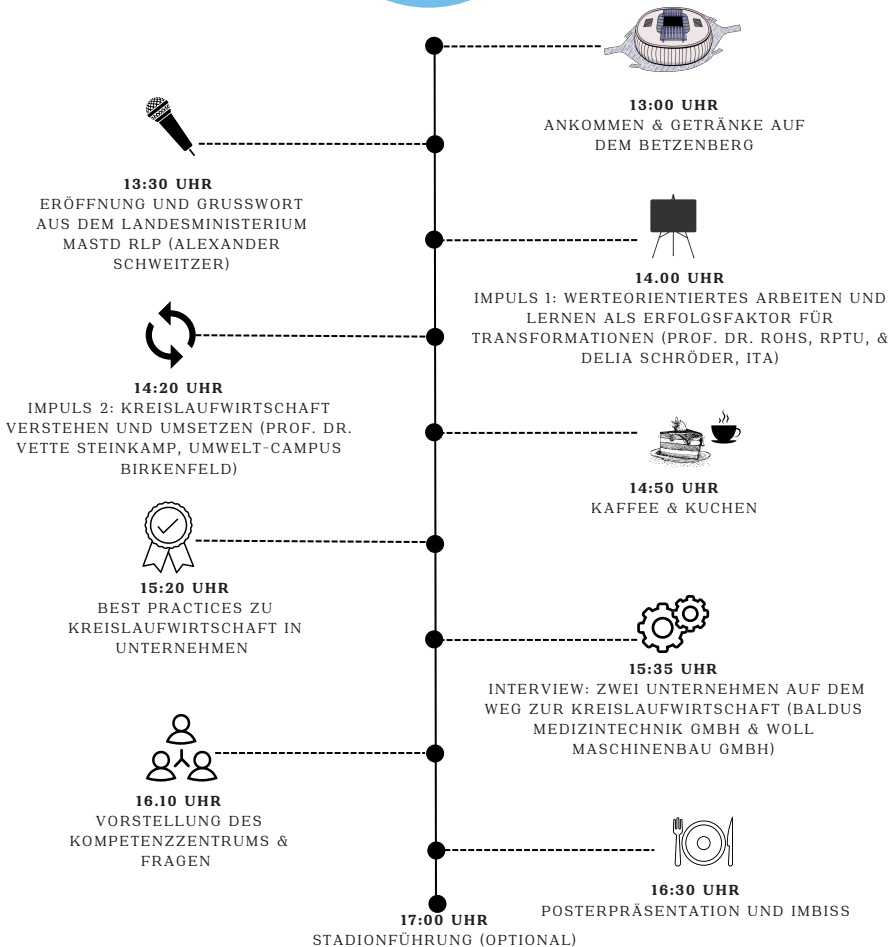 13:00 UHR
ANKOMMEN & GETRÄNKE AUF
DEM BETZENBERG
13:30 UHR
ERÖFFNUNG UND GRUSSWORT
AUS DEM LANDESMINISTERIUM
MASTD RLP (ALEXANDER
SCHWEITZER)
14.00 UHR
IMPULS 1: WERTEORIENTIERTES ARBEITEN UND
LERNEN ALS ERFOLGSFAKTOR FÜR
TRANSFORMATIONEN (PROF. DR. ROHS, RPTU, &
DELIA SCHRÖDER, ITA)
14:20 UHR
IMPULS 2: KREISLAUFWIRTSCHAFT
VERSTEHEN UND UMSETZEN (PROF. DR.
VETTE STEINKAMP, UMWELT-CAMPUS
BIRKENFELD)
14:50 UHR
KAFFEE & KUCHEN
15:20 UHR
BEST PRACTICES ZU
KREISLAUFWIRTSCHAFT IN
UNTERNEHMEN
15:35 UHR
INTERVIEW: ZWEI UNTERNEHMEN AUF DEM
WEG ZUR KREISLAUFWIRTSCHAFT (BALDUS
MEDIZINTECHNIK GMBH & WOLL
MASCHINENBAU GMBH)
16.10 UHR
VORSTELLUNG DES
KOMPETENZZENTRUMS &
FRAGEN
16:30 UHR
POSTERPRÄSENTATION UND IMBISS
17:00 UHR
STADIONFÜHRUNG (OPTIONAL)